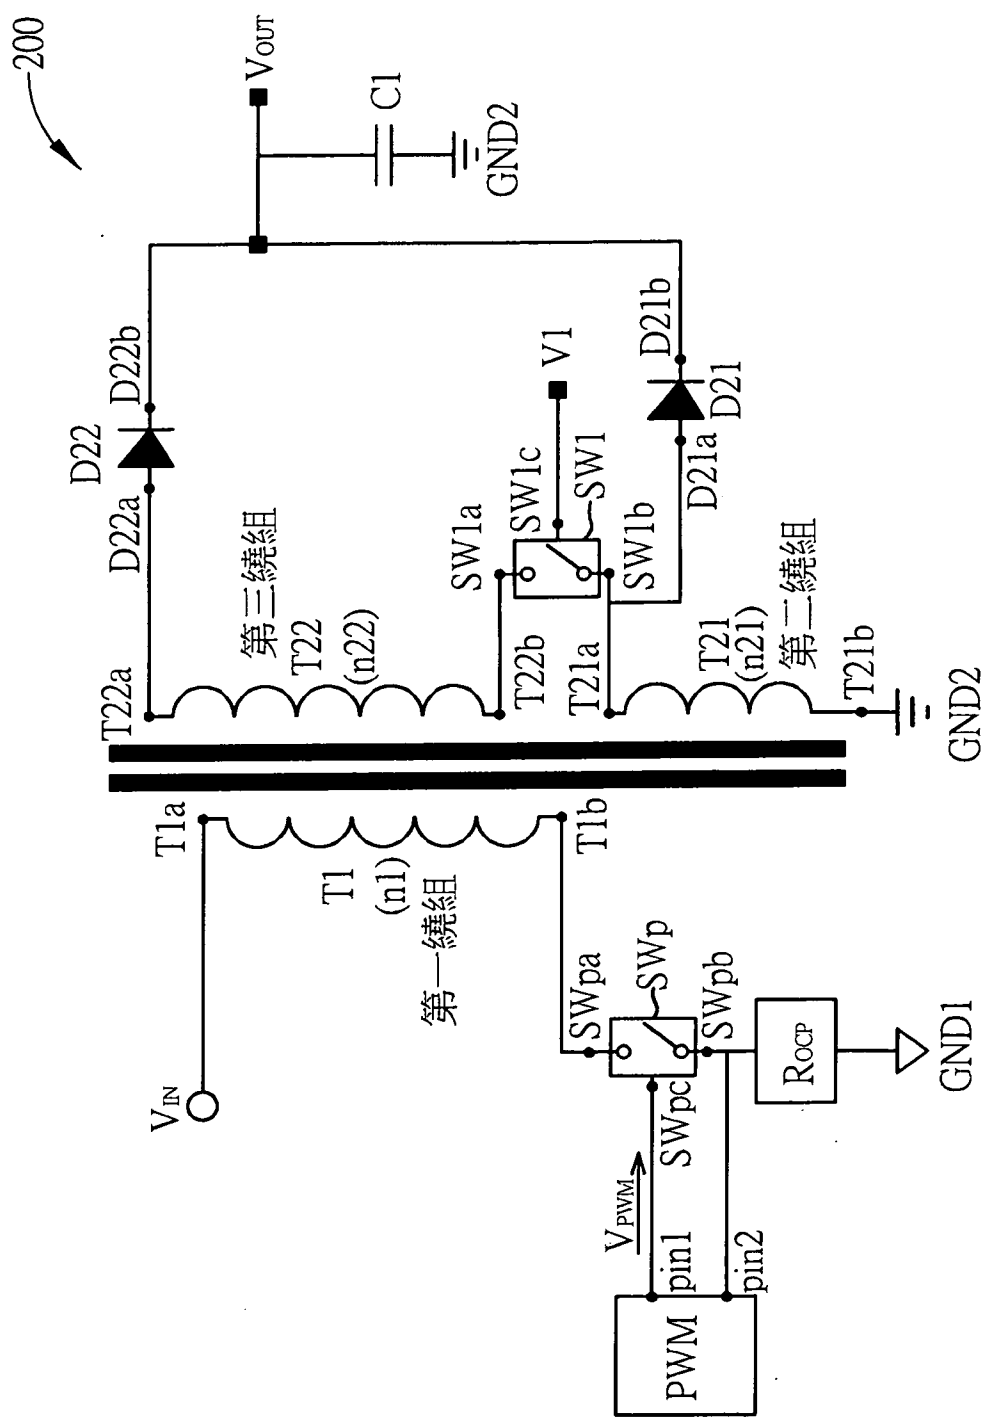 200
VOUT
C1
GND2
D22b
D22
D22a
第三繞組
T22
(n22)
T22a
T22b
SW1a
SW1c
SW1
SW1b
V1
D21b
D21
D21a
T21a
T21
(n21)
第二繞組
T21b
GND2
T1a
T1
(n1)
第一繞組
T1b
VIN
SWpa
SWp
SWpb
SWpc
ROCP
GND1
VPWM
pin1
pin2
PWM